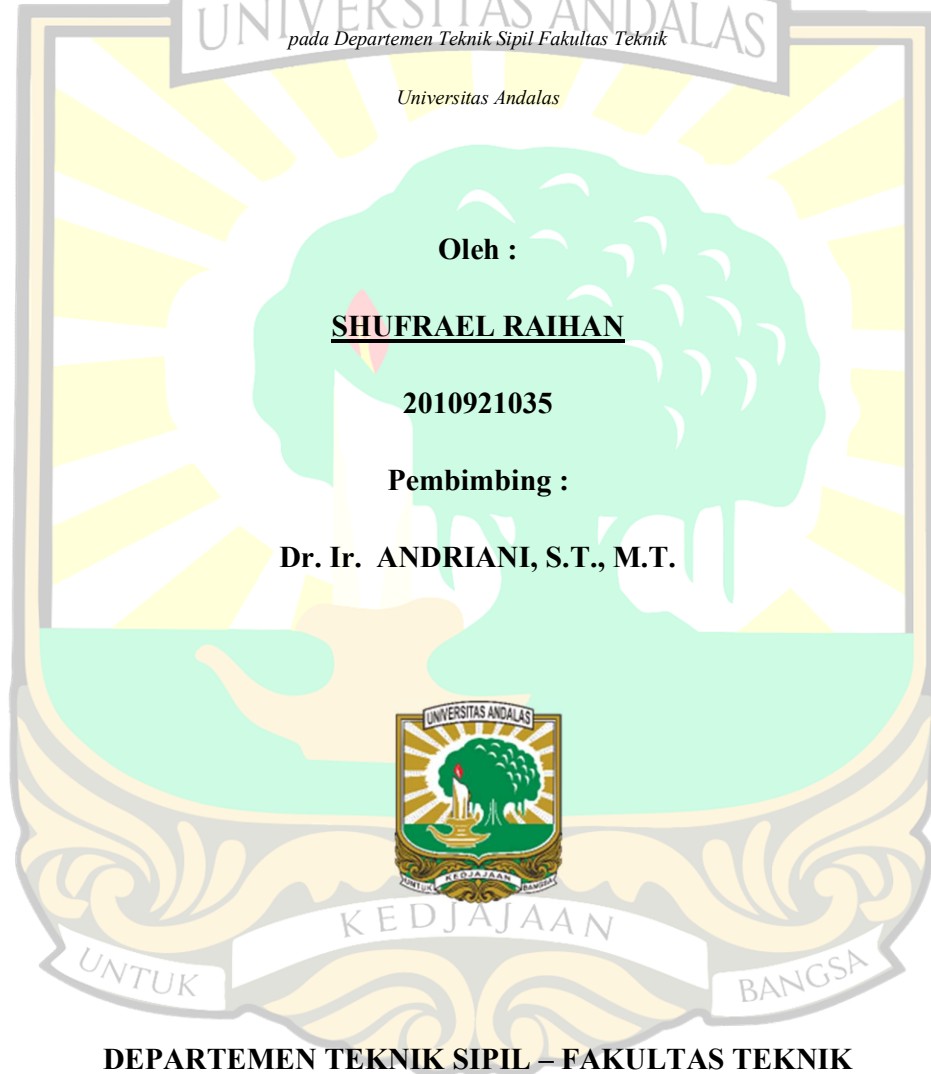 UNIVERSITAS ANDALAS
pada Departemen Teknik Sipil Fakultas Teknik
Universitas Andalas
Oleh :
SHUFRAEL RAIHAN
2010921035
Pembimbing :
Dr. Ir. ANDRIANI, S.T., M.T.
UNIVERSITAS ANDALAS
UNTUK KEDJAJAAN BANGSA
UNTUK KEDJAJAAN BANGSA
DEPARTEMEN TEKNIK SIPIL – FAKULTAS TEKNIK